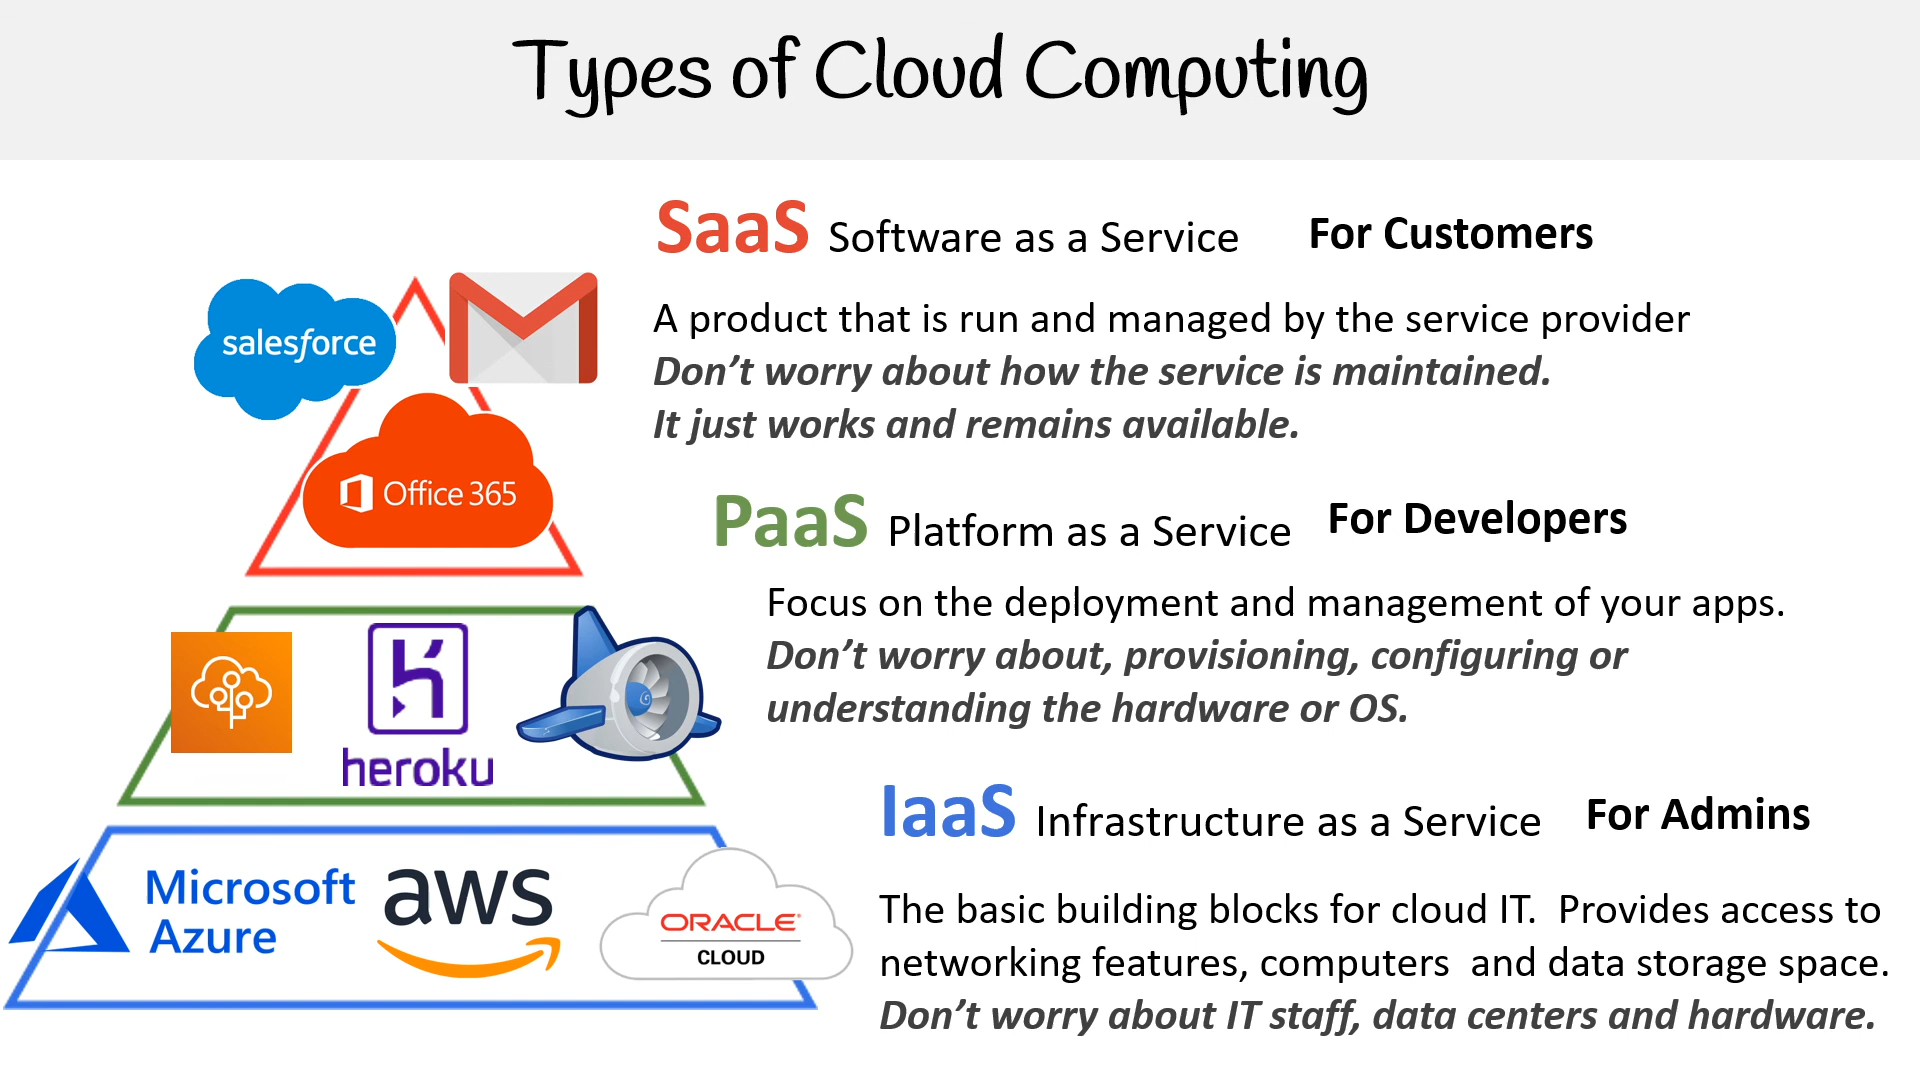 Types of Cloud Computing
SaaS Software as a Service For Customers
A product that is run and managed by the service provider
Don’t worry about how the service is maintained.
It just works and remains available.
salesforce
Office 365
PaaS Platform as a Service For Developers
Focus on the deployment and management of your apps.
Don’t worry about, provisioning, configuring or
understanding the hardware or OS.
heroku
IaaS Infrastructure as a Service For Admins
The basic building blocks for cloud IT.  Provides access to
networking features, computers  and data storage space.
Don’t worry about IT staff, data centers and hardware.
Microsoft
Azure
aws
ORACLE®
CLOUD